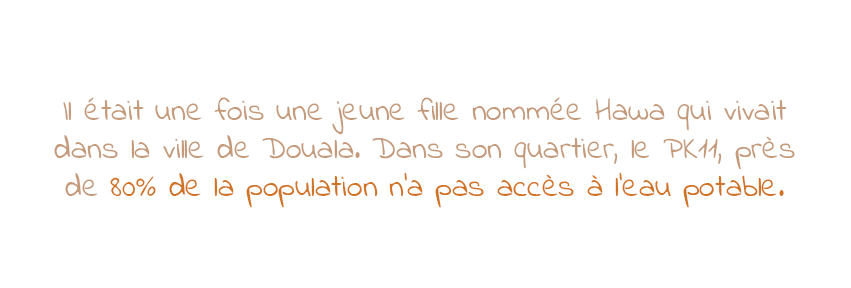 Il était une fois une jeune fille nommée Hawa qui vivait
dans la ville de Douala. Dans son quartier, le PK11, près
de 80% de la population n'a pas accès à l'eau potable.